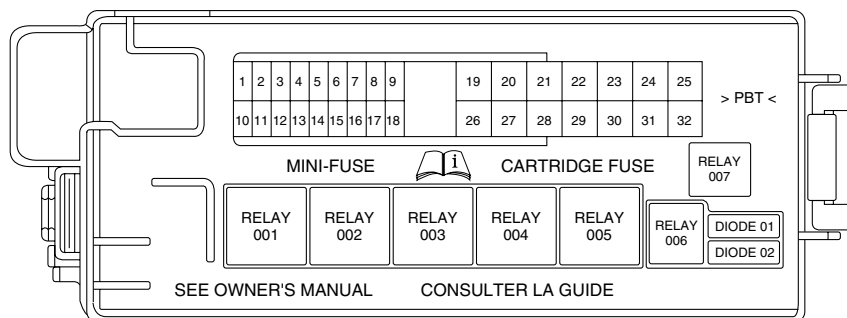 1 2 3 4 5 6 7 8 9 19 20 21 22 23 24 25
10 11 12 13 14 15 16 17 18 26 27 28 29 30 31 32
> PBT <
MINI-FUSE i CARTRIDGE FUSE
RELAY
007
RELAY
001
RELAY
002
RELAY
003
RELAY
004
RELAY
005
RELAY
006
DIODE 01
DIODE 02
SEE OWNER'S MANUAL CONSULTER LA GUIDE